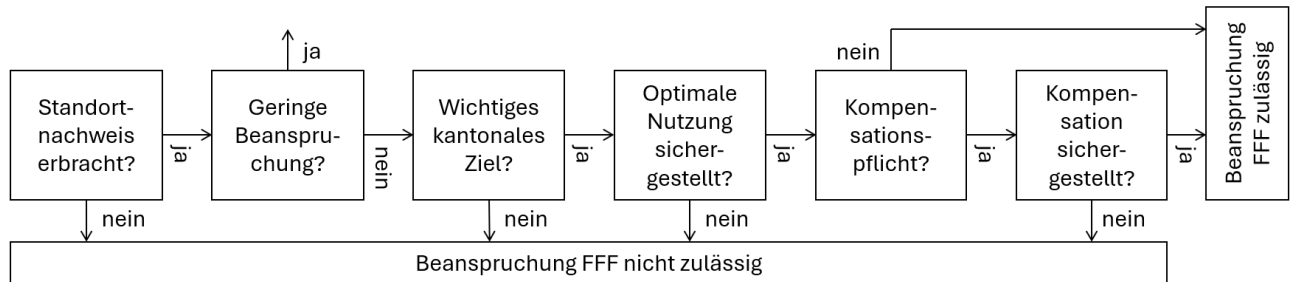 ja
nein
Beanspruchung
FFF zulässig
Standort-
nachweis
erbracht?
ja
Geringe
Beanspru-
chung?
nein
Wichtiges
kantonales
Ziel?
ja
Optimale
Nutzung
sicher-
gestellt?
ja
Kompen-
sations-
pflicht?
ja
Kompen-
sation
sicher-
gestellt?
ja
nein
nein
nein
nein
Beanspruchung FFF nicht zulässig